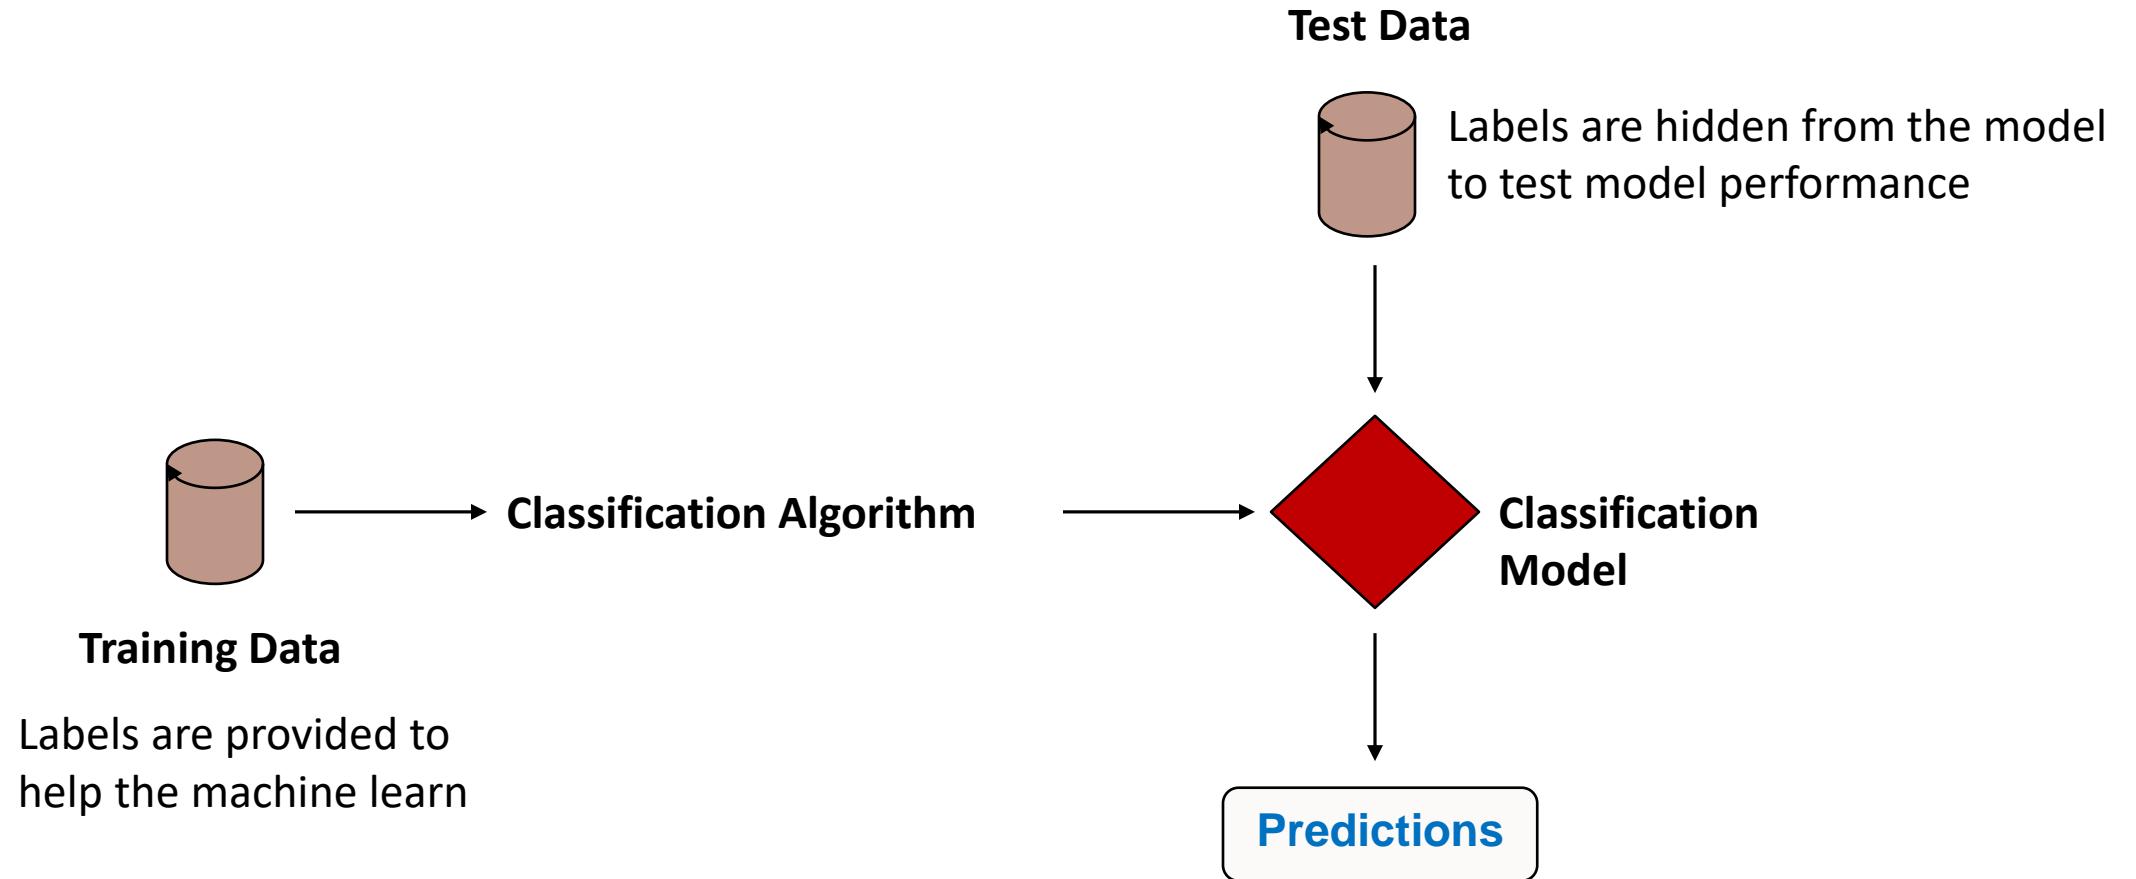 Test Data
Labels are hidden from the model
to test model performance
Classification Algorithm
Classification
Model
Training Data
Labels are provided to
help the machine learn
Predictions